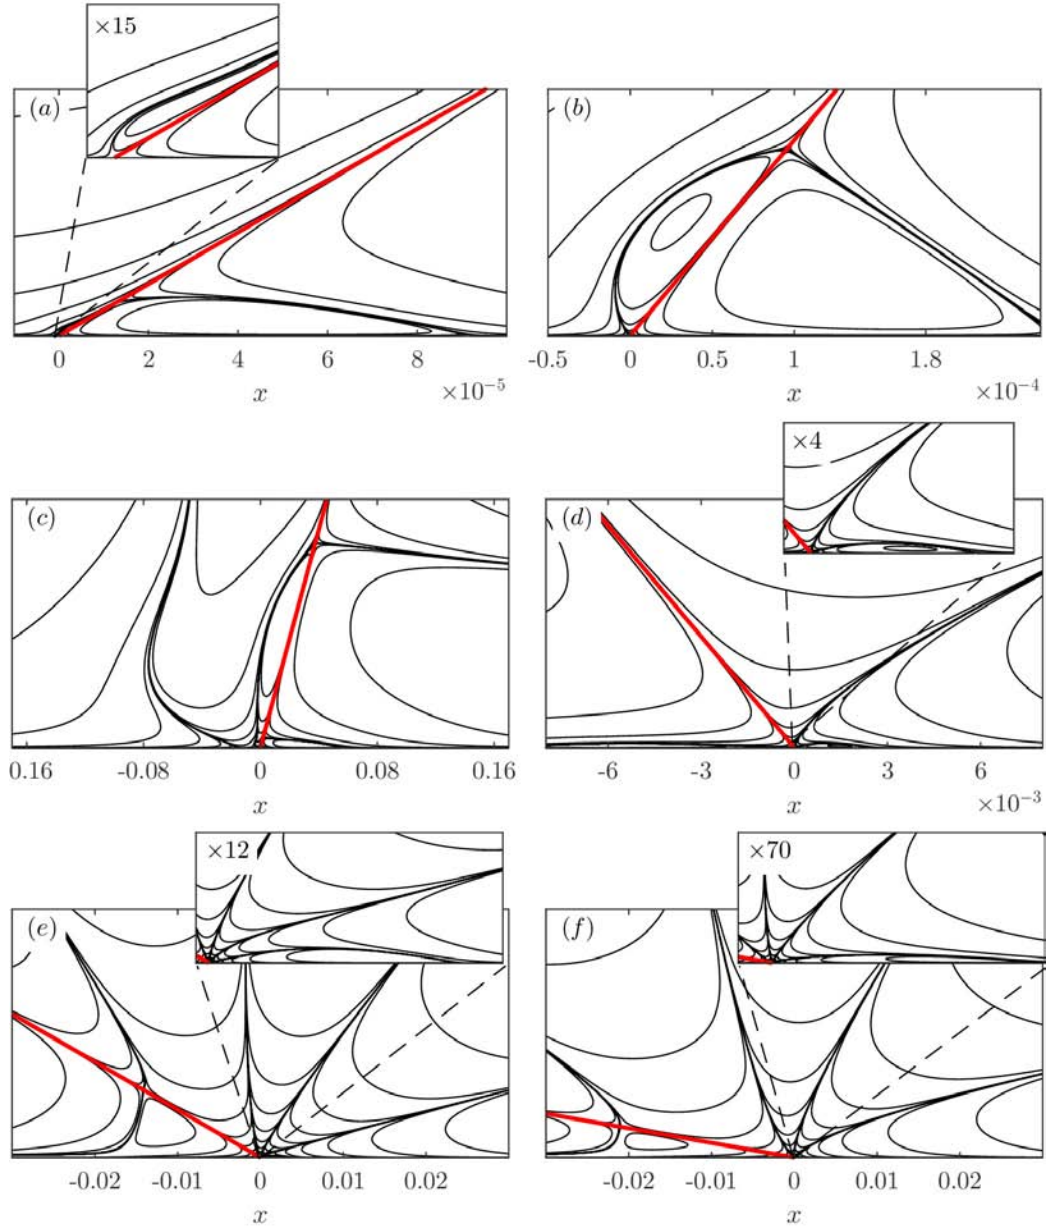 ×15
(a)
0 2 4 6 8
×10⁻⁵
x
(b)
-0.5 0 0.5 1 1.8
×10⁻⁴
x
(c)
0.16 -0.08 0 0.08 0.16
x
×4
(d)
-6 -3 0 3 6
×10⁻³
x
×12
(e)
-0.02 -0.01 0 0.01 0.02
x
×70
(f)
-0.02 -0.01 0 0.01 0.02
x